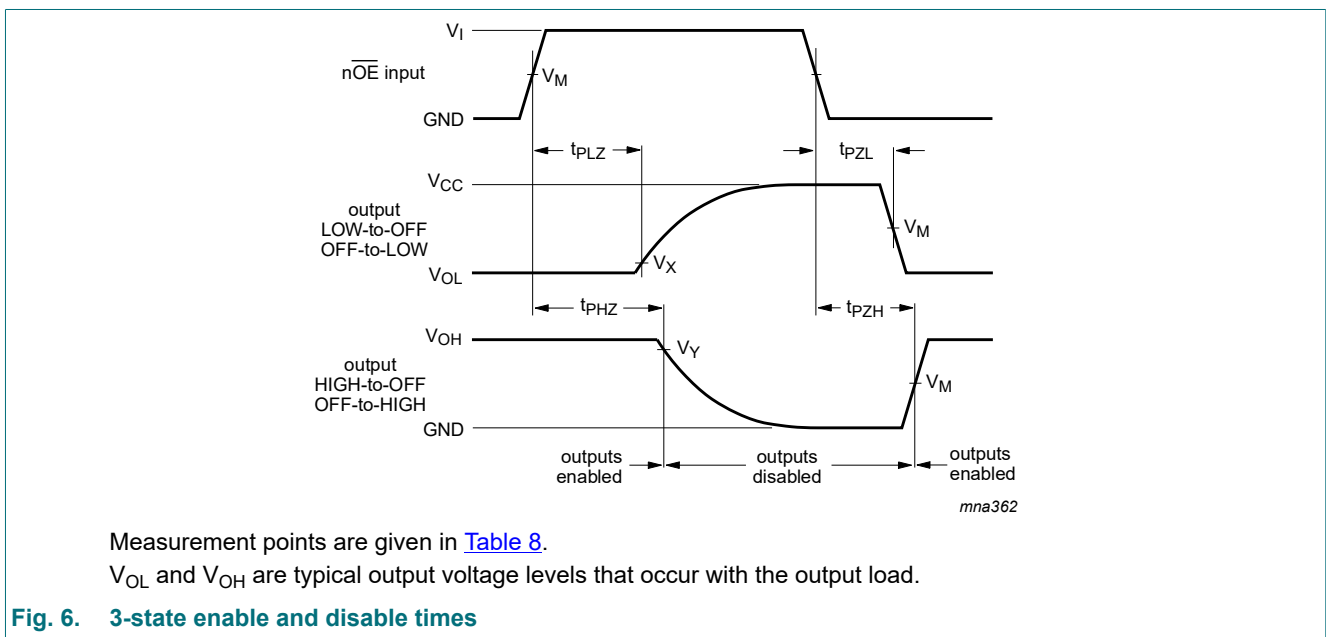 VI
nOE input
VM
GND
tPLZ
tPZL
VCC
output
LOW-to-OFF
OFF-to-LOW
VM
VX
VOL
tPHZ
tPZH
VOH
VY
output
HIGH-to-OFF
OFF-to-HIGH
VM
GND
outputs
enabled
outputs
disabled
outputs
enabled
mna362
Measurement points are given in Table 8.
VOL and VOH are typical output voltage levels that occur with the output load.
Fig. 6. 3-state enable and disable times